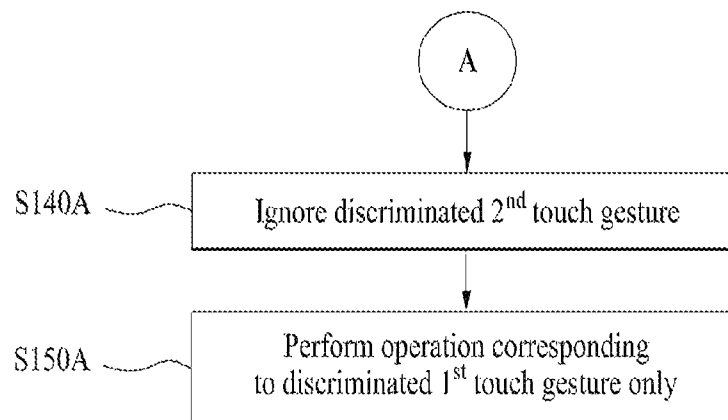 A
S140A
Ignore discriminated 2nd touch gesture
S150A
Perform operation corresponding
to discriminated 1st touch gesture only